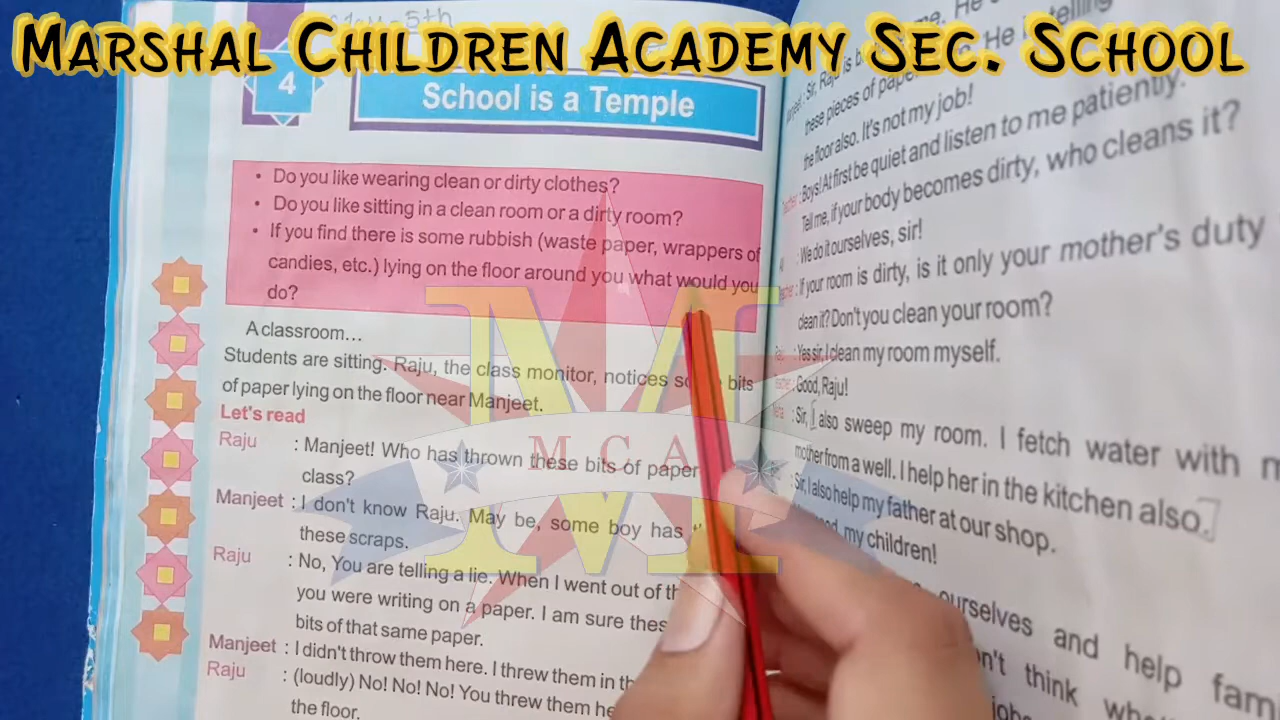 MARSHAL CHILDREN ACADEMY SEC. SCHOOL
5th
4
School is a Temple
• Do you like wearing clean or dirty clothes?
• Do you like sitting in a clean room or a dirty room?
• If you find there is some rubbish (waste paper, wrappers of
candies, etc.) lying on the floor around you what would you
do?
A classroom...
Students are sitting. Raju, the class monitor, notices bits
of paper lying on the floor near Manjeet.
Let's read
Raju : Manjeet! Who has thrown these bits of paper
class?
Manjeet : I don't know Raju. May be, some boy has
these scraps.
Raju : No, You are telling a lie. When I went out of
you were writing on a paper. I am sure
bits of that same paper.
Manjeet : I didn't throw them here. I threw them in
Raju : (loudly) No! No! No! You threw them
the floor.
MCA
He
Sir, Raju is He is telling
these pieces of
the floor also. It's not my job!
: Boys! At first be quiet and listen to me patiently.
Tell me, if your body becomes dirty, who cleans it?
: We do it ourselves, sir!
: If your room is dirty, is it only your mother's duty
clean it? Don't you clean your room?
: Yes sir, I clean my room myself.
: Good, Raju!
: Sir, I also sweep my room. I fetch water with
mother from a well. I help her in the kitchen also.
: Sir, I also help my father at our shop.
my children!
ourselves and help
think